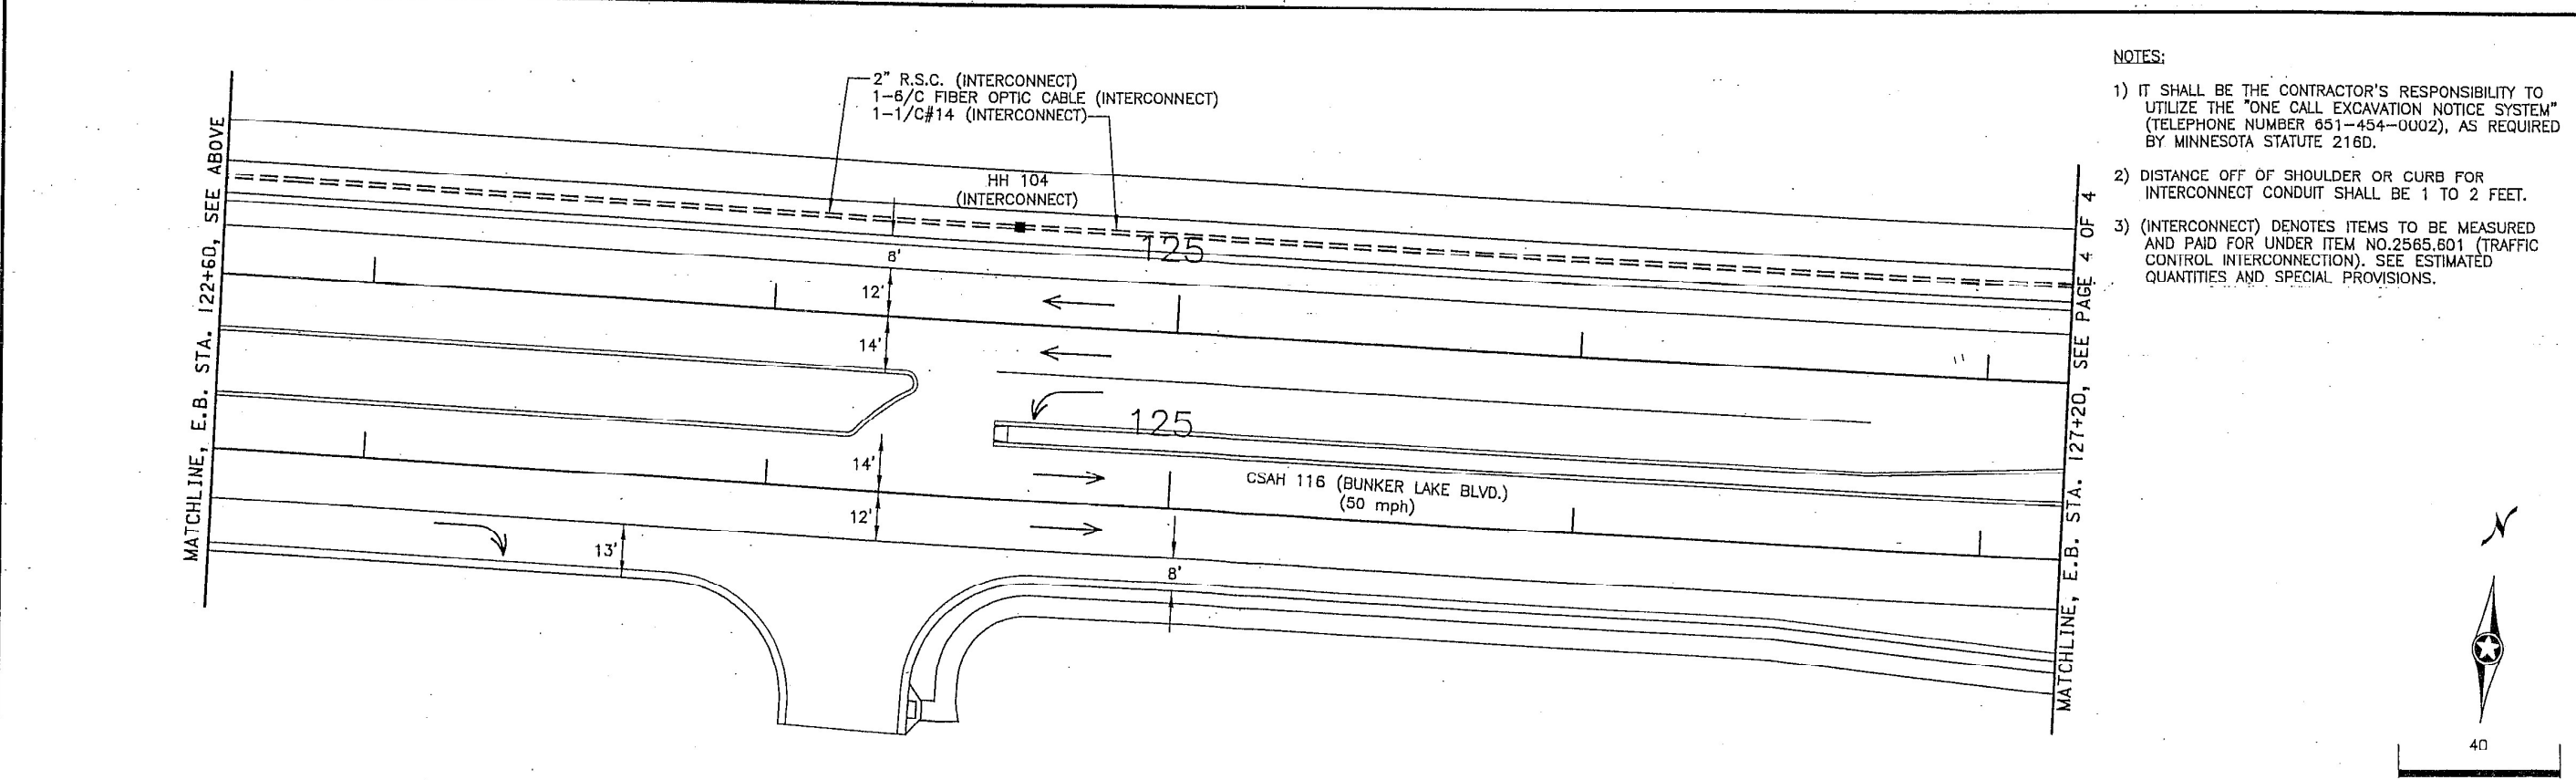 2" R.S.C. (INTERCONNECT)
1-6/C FIBER OPTIC CABLE (INTERCONNECT)
1-1/C#14 (INTERCONNECT)
HH 104
(INTERCONNECT)
MATCHLINE, E.B. STA. 122+60, SEE ABOVE
125
8'
12'
14'
125
14'
12'
13'
8'
CSAH 116 (BUNKER LAKE BLVD.)
(50 mph)
MATCHLINE, E.B. STA. 127+20, SEE PAGE 4 OF 4
NOTES:
1) IT SHALL BE THE CONTRACTOR'S RESPONSIBILITY TO
UTILIZE THE "ONE CALL EXCAVATION NOTICE SYSTEM"
(TELEPHONE NUMBER 651-454-0002), AS REQUIRED
BY MINNESOTA STATUTE 216D.
2) DISTANCE OFF OF SHOULDER OR CURB FOR
INTERCONNECT CONDUIT SHALL BE 1 TO 2 FEET.
3) (INTERCONNECT) DENOTES ITEMS TO BE MEASURED
AND PAID FOR UNDER ITEM NO.2565.601 (TRAFFIC
CONTROL INTERCONNECTION). SEE ESTIMATED
QUANTITIES AND SPECIAL PROVISIONS.
N
40